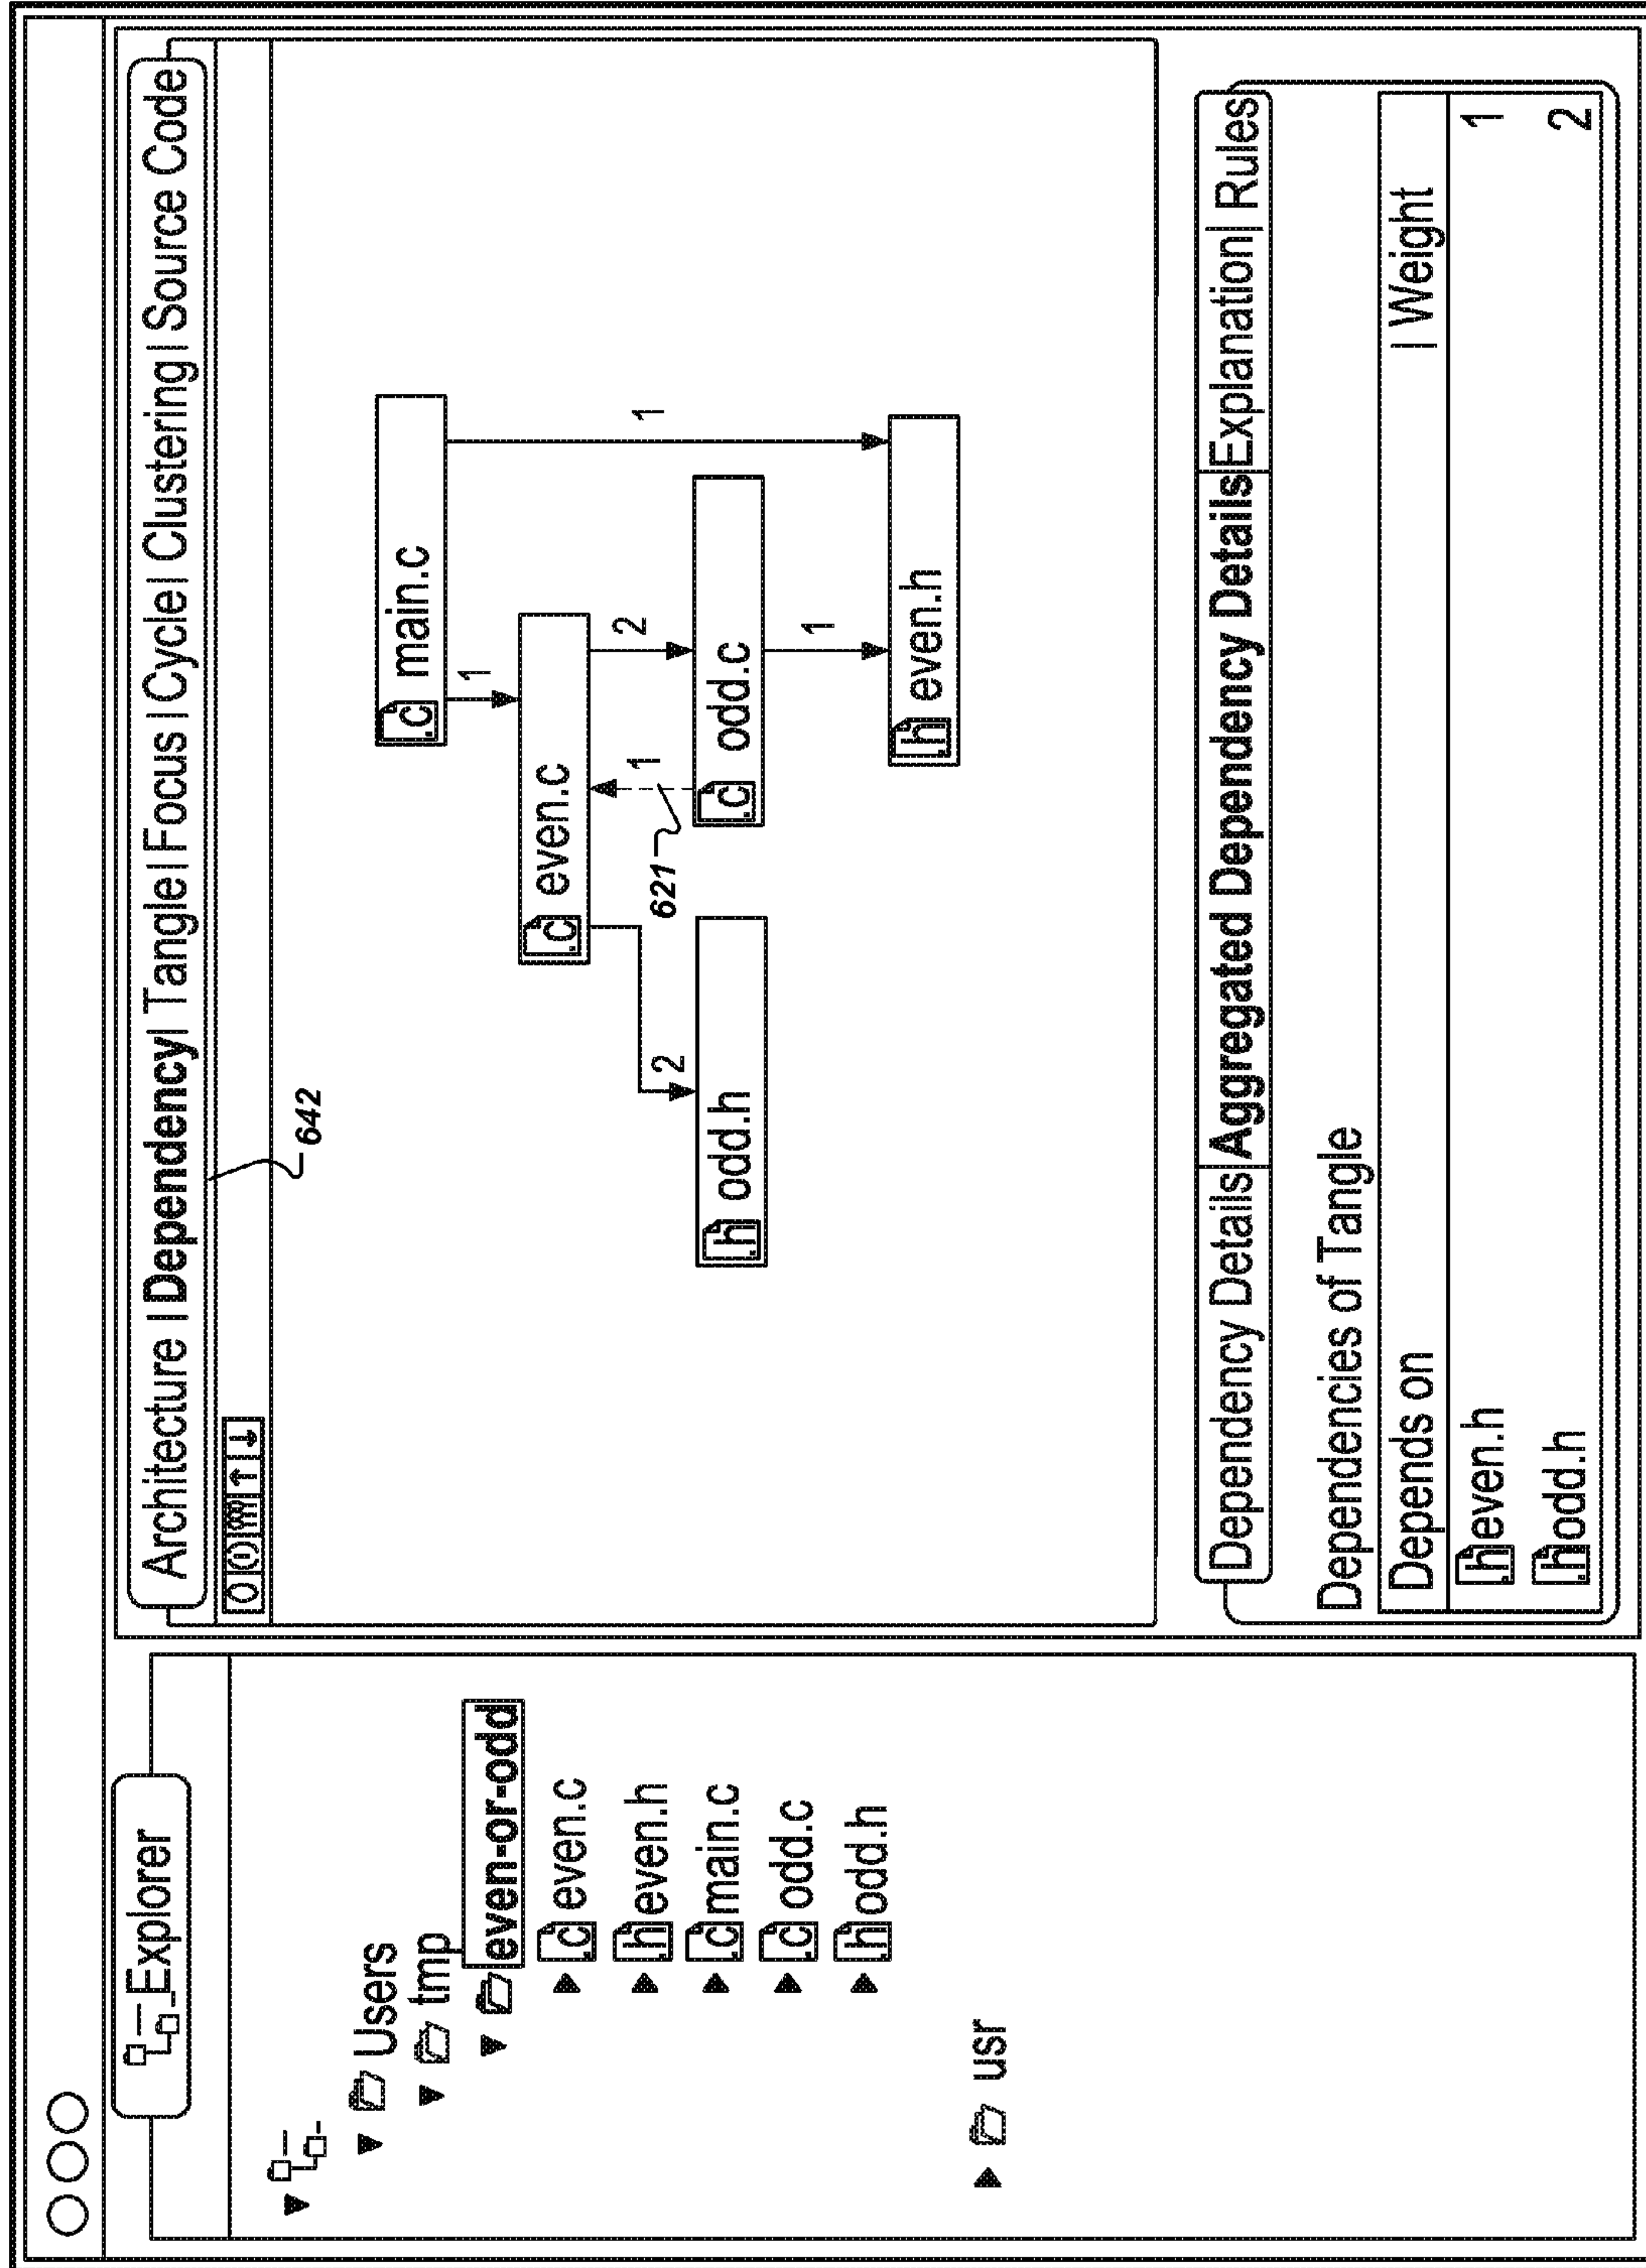 Explorer
Users
tmp
even-or-odd
.c even.c
.h even.h
.c main.c
.c odd.c
.h odd.h
usr
Architecture | Dependency | Tangle | Focus | Cycle | Clustering | Source Code
642
.c main.c
1
1
.c even.c
2
1
621
2
.h odd.h
.c odd.c
1
.h even.h
Dependency Details | Aggregated Dependency Details | Explanation | Rules
Dependencies of Tangle
Depends on | Weight
.h even.h 1
.h odd.h 2